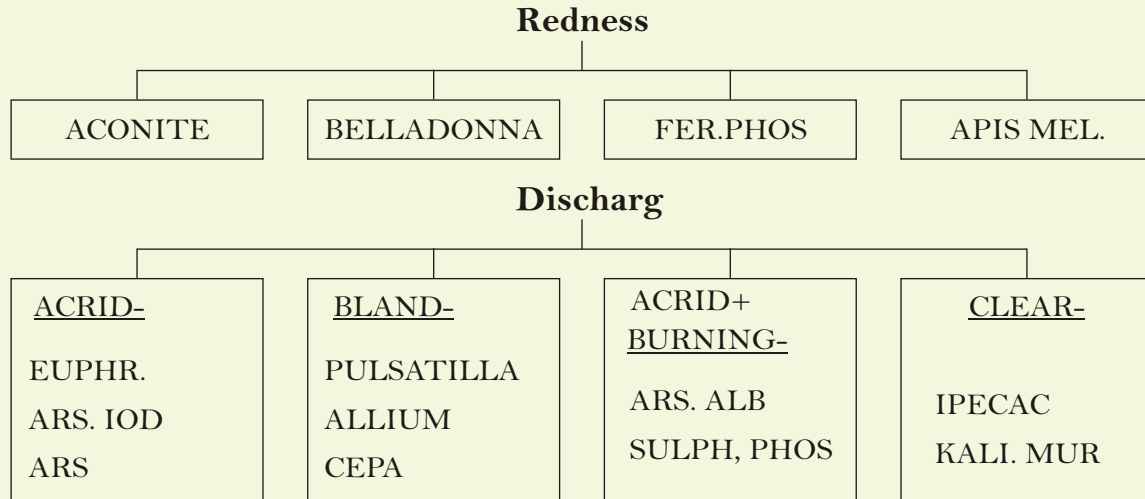 Redness
ACONITE
BELLADONNA
FER.PHOS
APIS MEL.
Discharg
ACRID-
EUPHR.
ARS. IOD
ARS
BLAND-
PULSATILLA
ALLIUM
CEPA
ACRID+
BURNING-
ARS. ALB
SULPH, PHOS
CLEAR-
IPECAC
KALI. MUR